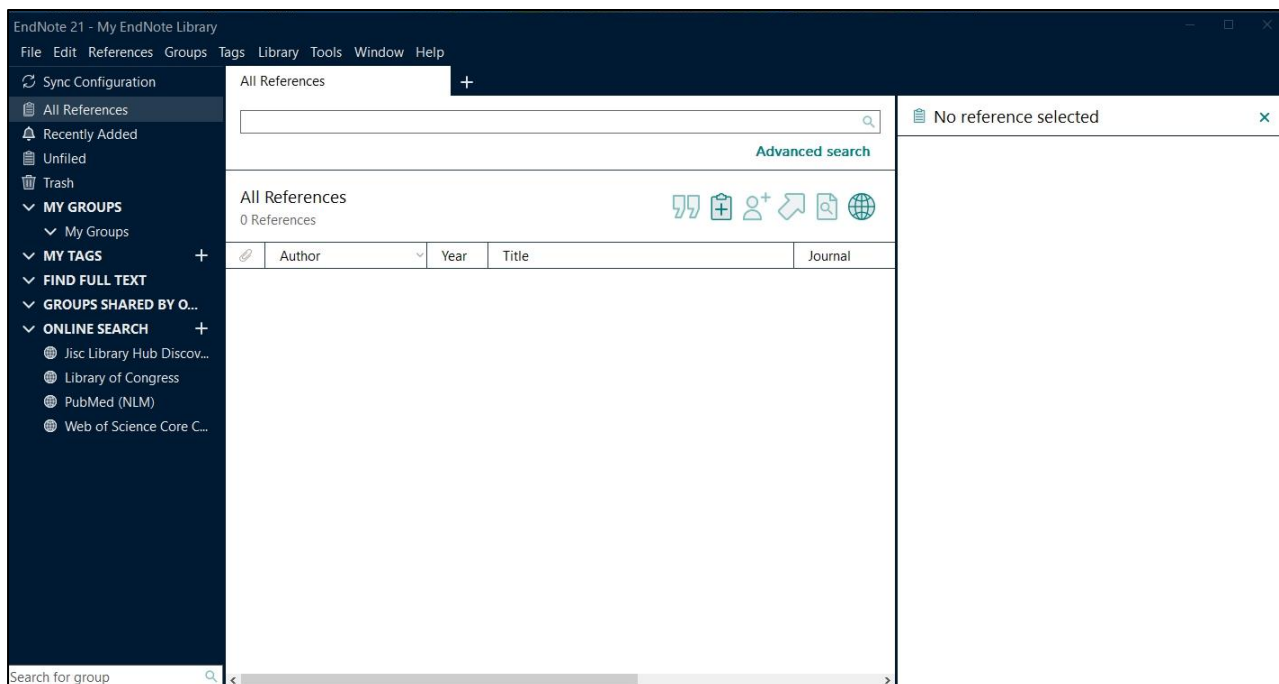 EndNote 21 - My EndNote Library
File Edit References Groups Tags Library Tools Window Help
Sync Configuration
All References
Recently Added
Unfiled
Trash
MY GROUPS
My Groups
MY TAGS +
FIND FULL TEXT
GROUPS SHARED BY O...
ONLINE SEARCH +
Jisc Library Hub Discov...
Library of Congress
PubMed (NLM)
Web of Science Core C...
Search for group
All References +
Advanced search
All References
0 References
Author Year Title Journal
No reference selected